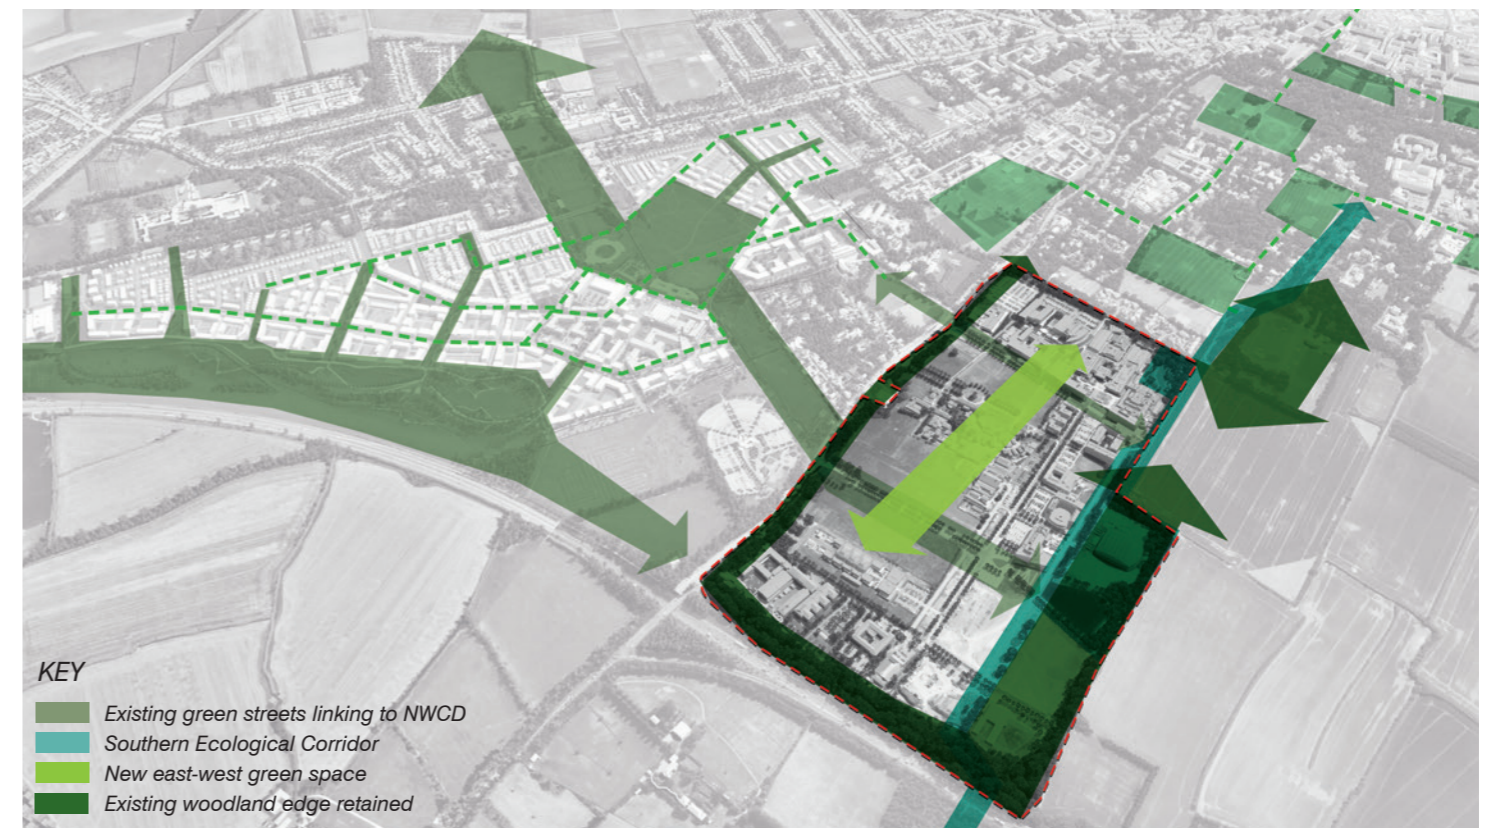 KEY
Existing green streets linking to NWCD
Southern Ecological Corridor
New east-west green space
Existing woodland edge retained